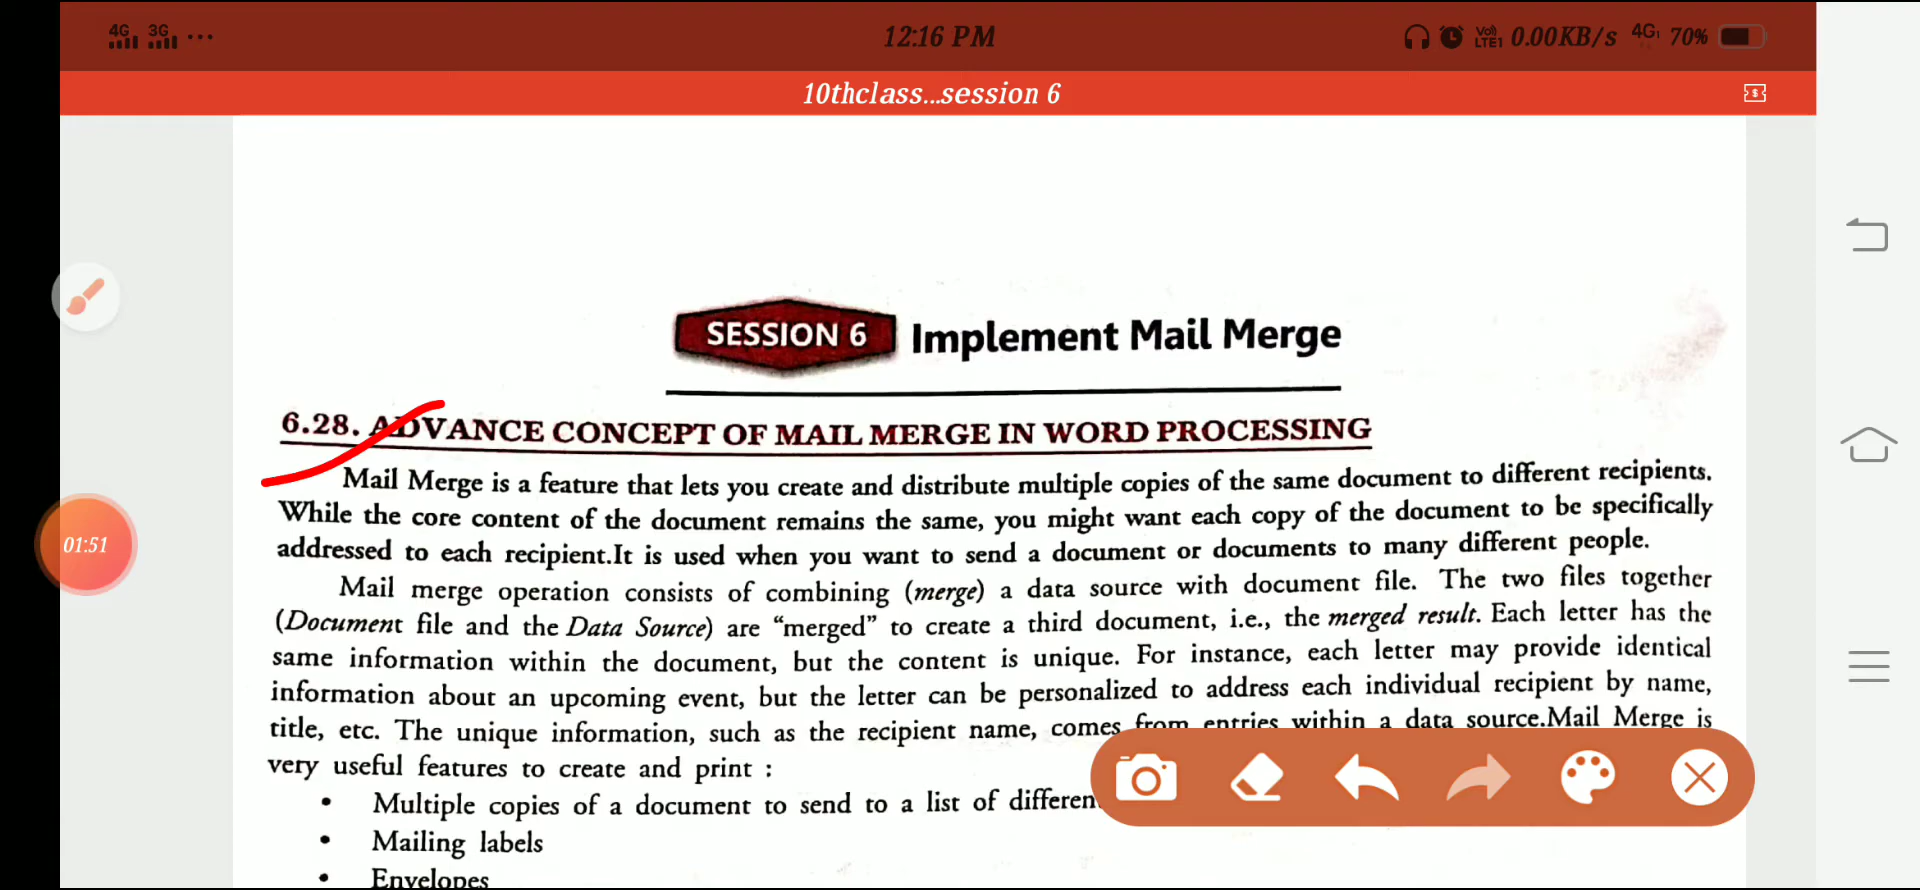 4G 3G ... 12:16 PM Vo) LTE1 0.00KB/s 4G 70%
10thclass...session 6
SESSION 6 Implement Mail Merge
6.28. ADVANCE CONCEPT OF MAIL MERGE IN WORD PROCESSING
Mail Merge is a feature that lets you create and distribute multiple copies of the same document to different recipients.
While the core content of the document remains the same, you might want each copy of the document to be specifically
addressed to each recipient.It is used when you want to send a document or documents to many different people.
01:51
Mail merge operation consists of combining (merge) a data source with document file. The two files together
(Document file and the Data Source) are “merged” to create a third document, i.e., the merged result. Each letter has the
same information within the document, but the content is unique. For instance, each letter may provide identical
information about an upcoming event, but the letter can be personalized to address each individual recipient by name,
title, etc. The unique information, such as the recipient name, comes from entries within a data source.Mail Merge is
very useful features to create and print :
• Multiple copies of a document to send to a list of
• Mailing labels
• Envelopes